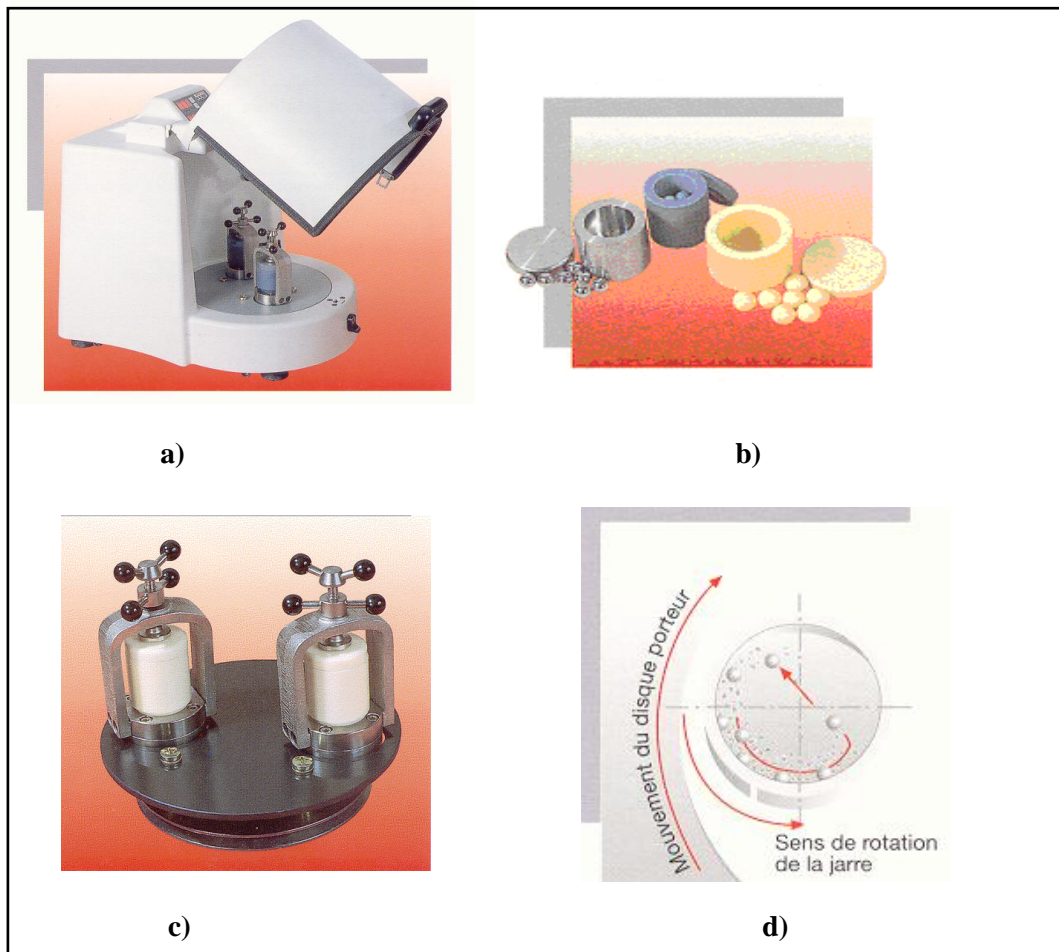 a)
b)
Mouvement du disque porteur
Sens de rotation
de la jarre
c)
d)